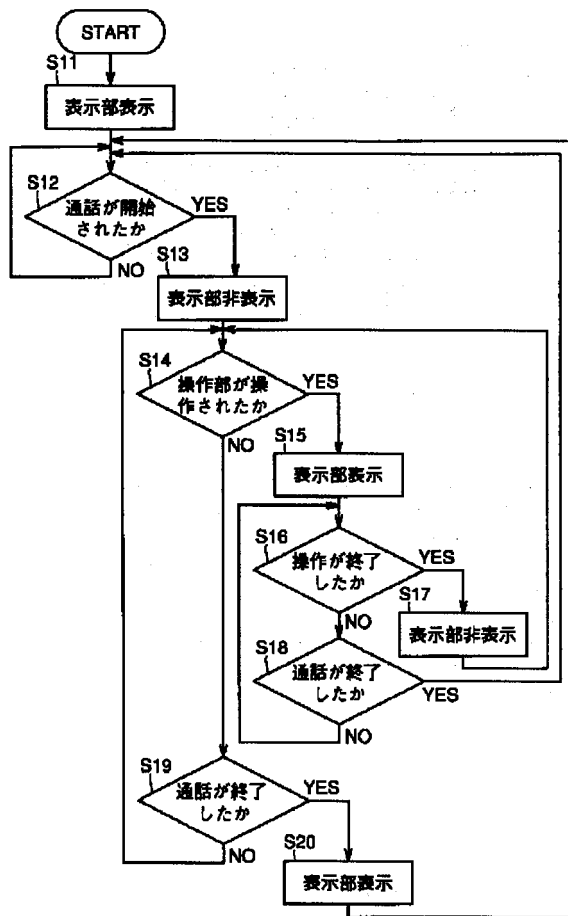 START
S11
表示部表示
S12
通話が開始
されたか
YES
NO
S13
表示部非表示
S14
操作部が操
作されたか
YES
NO
S15
表示部表示
S16
操作が終了
したか
YES
NO
S17
表示部非表示
S18
通話が終了
したか
YES
NO
S19
通話が終了
したか
YES
NO
S20
表示部表示